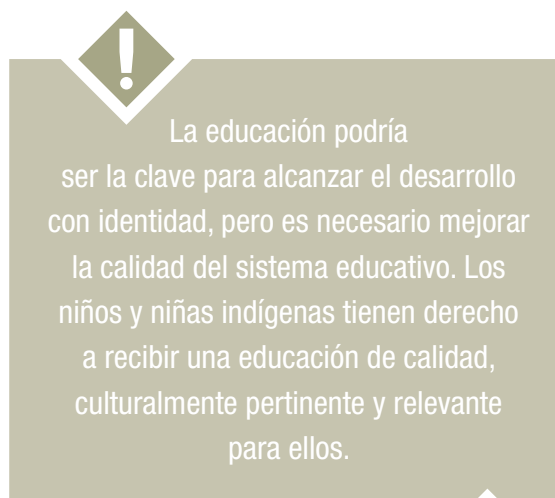 !
La educación podría
ser la clave para alcanzar el desarrollo
con identidad, pero es necesario mejorar
la calidad del sistema educativo. Los
niños y niñas indígenas tienen derecho
a recibir una educación de calidad,
culturalmente pertinente y relevante
para ellos.